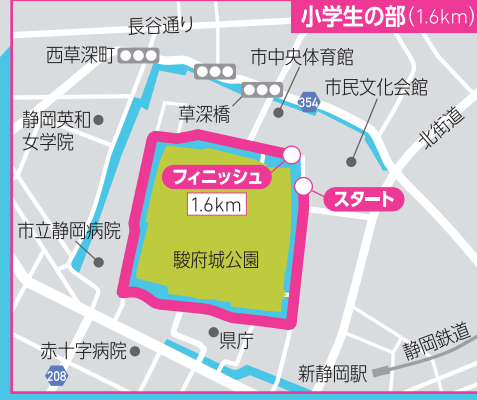 小学生の部(1.6km)
長谷通り
西草深町
市中央体育館
市民文化会館
354
草深橋
北街道
静岡英和
女学院
フィニッシュ
スタート
1.6km
市立静岡病院
駿府城公園
県庁
赤十字病院
静岡鉄道
新静岡駅
208